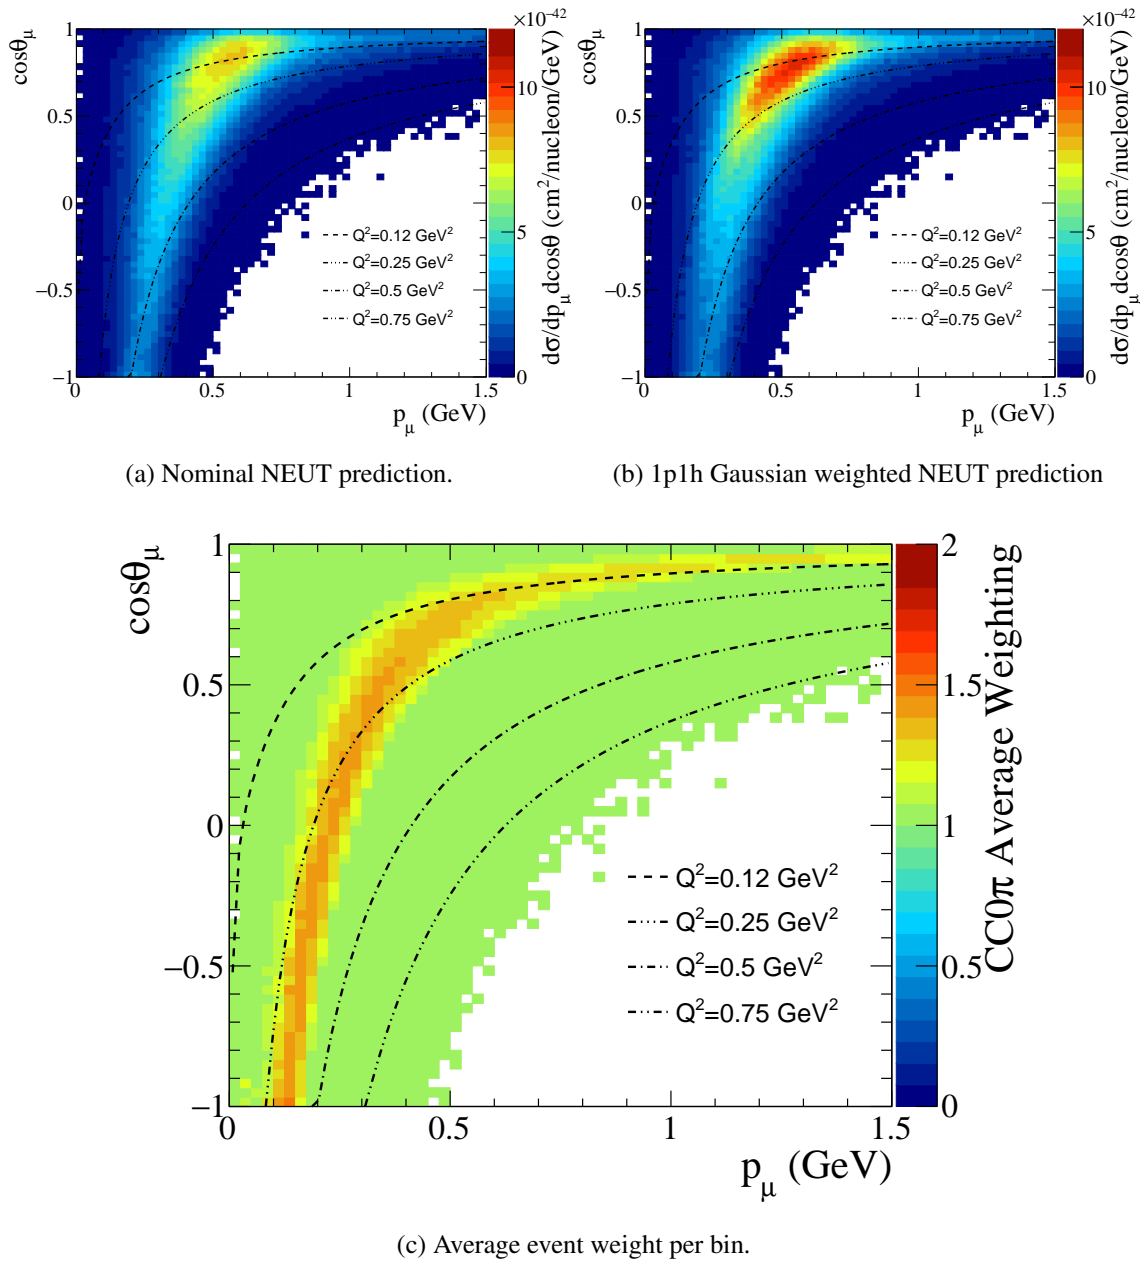 ×10⁻⁴²
cosθμ
1
0.5
0
−0.5
−1
0
0.5
1
1.5
pμ (GeV)
Q²=0.12 GeV²
Q²=0.25 GeV²
Q²=0.5 GeV²
Q²=0.75 GeV²
10
5
0
dσ/dpμ dcosθ (cm²/nucleon/GeV)
(a) Nominal NEUT prediction.
×10⁻⁴²
cosθμ
1
0.5
0
−0.5
−1
0
0.5
1
1.5
pμ (GeV)
Q²=0.12 GeV²
Q²=0.25 GeV²
Q²=0.5 GeV²
Q²=0.75 GeV²
10
5
0
dσ/dpμ dcosθ (cm²/nucleon/GeV)
(b) 1p1h Gaussian weighted NEUT prediction
cosθμ
1
0.5
0
−0.5
−1
0
0.5
1
1.5
pμ (GeV)
Q²=0.12 GeV²
Q²=0.25 GeV²
Q²=0.5 GeV²
Q²=0.75 GeV²
2
1.5
1
0.5
0
CC0π Average Weighting
(c) Average event weight per bin.